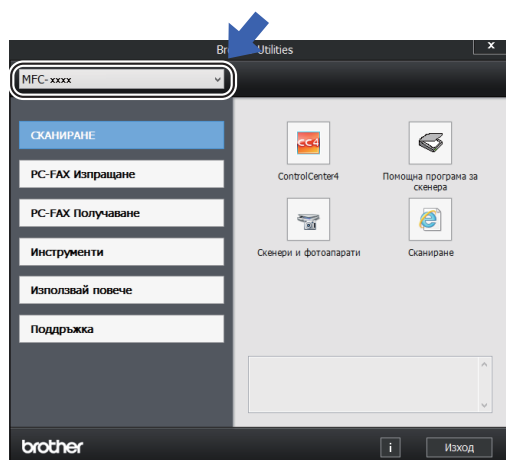 Br Utilities
x
MFC-xxxx
СКАНИРАНЕ
PC-FAX Изпращане
PC-FAX Получаване
Инструменти
Използвай повече
Поддръжка
ControlCenter4
Помощна програма за
скенера
Скенери и фотоапарати
Сканиране
CC4
brother
i
Изход